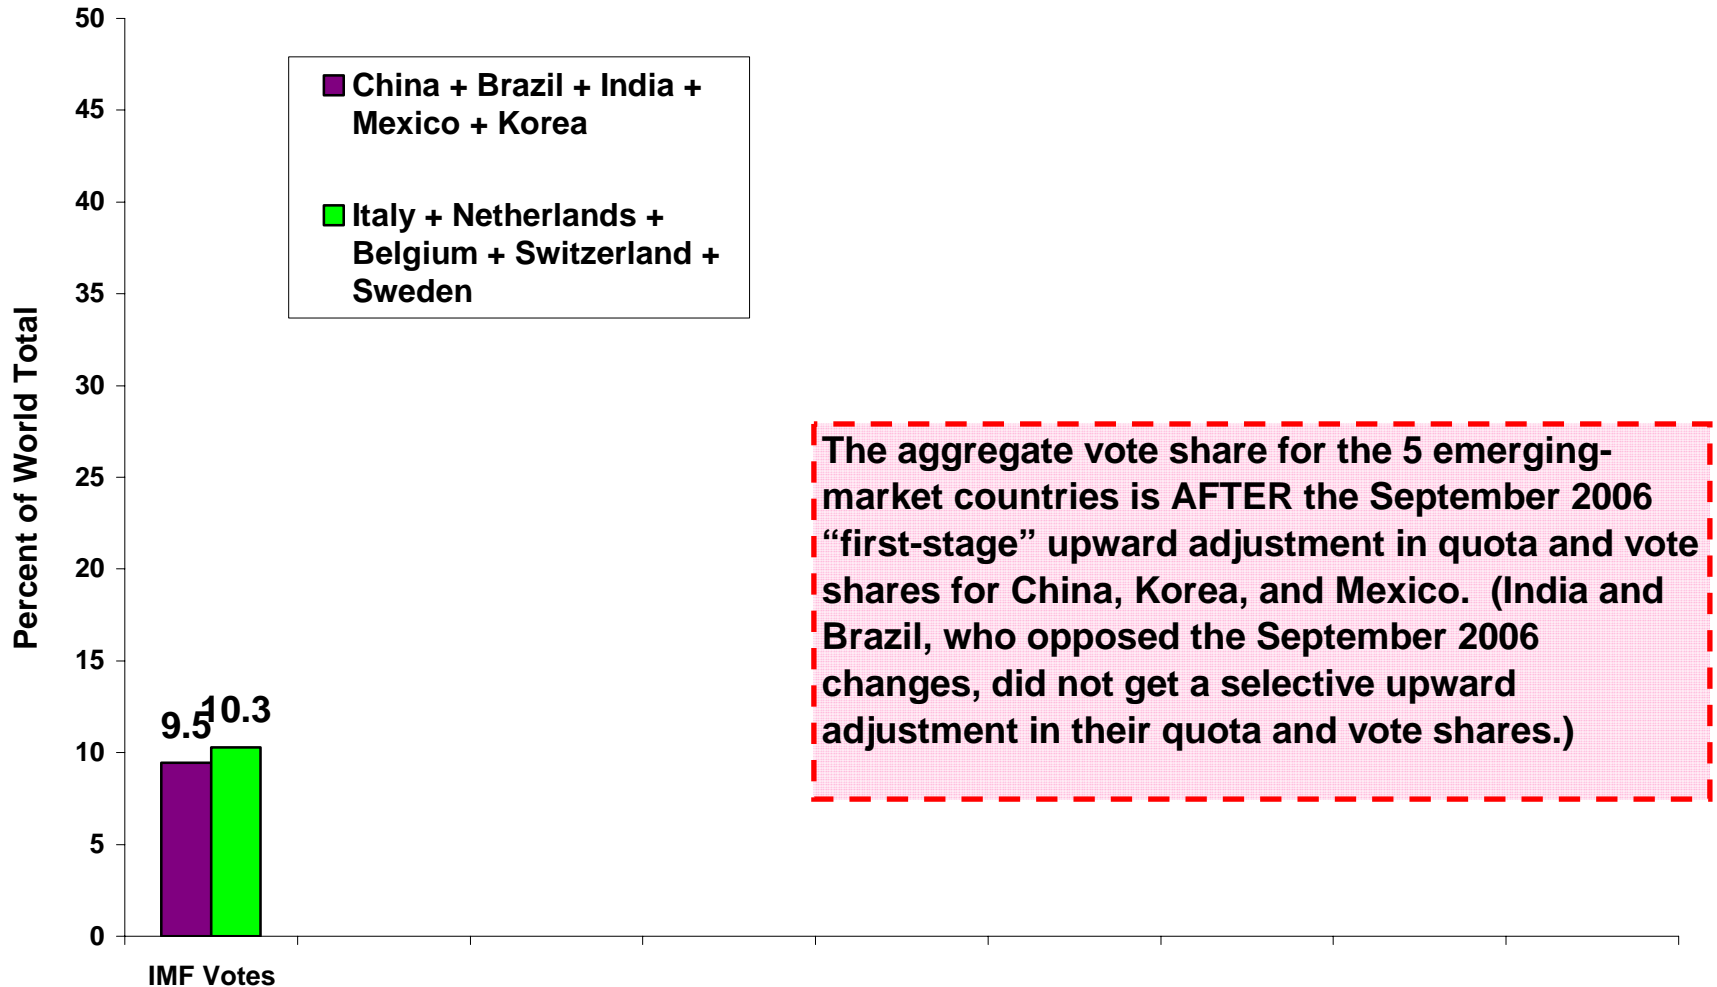 50
45
40
35
30
25
20
15
10
5
0
Percent of World Total
China + Brazil + India +
Mexico + Korea
Italy + Netherlands +
Belgium + Switzerland +
Sweden
9.5
10.3
IMF Votes
The aggregate vote share for the 5 emerging-
market countries is AFTER the September 2006
“first-stage” upward adjustment in quota and vote
shares for China, Korea, and Mexico.  (India and
Brazil, who opposed the September 2006
changes, did not get a selective upward
adjustment in their quota and vote shares.)